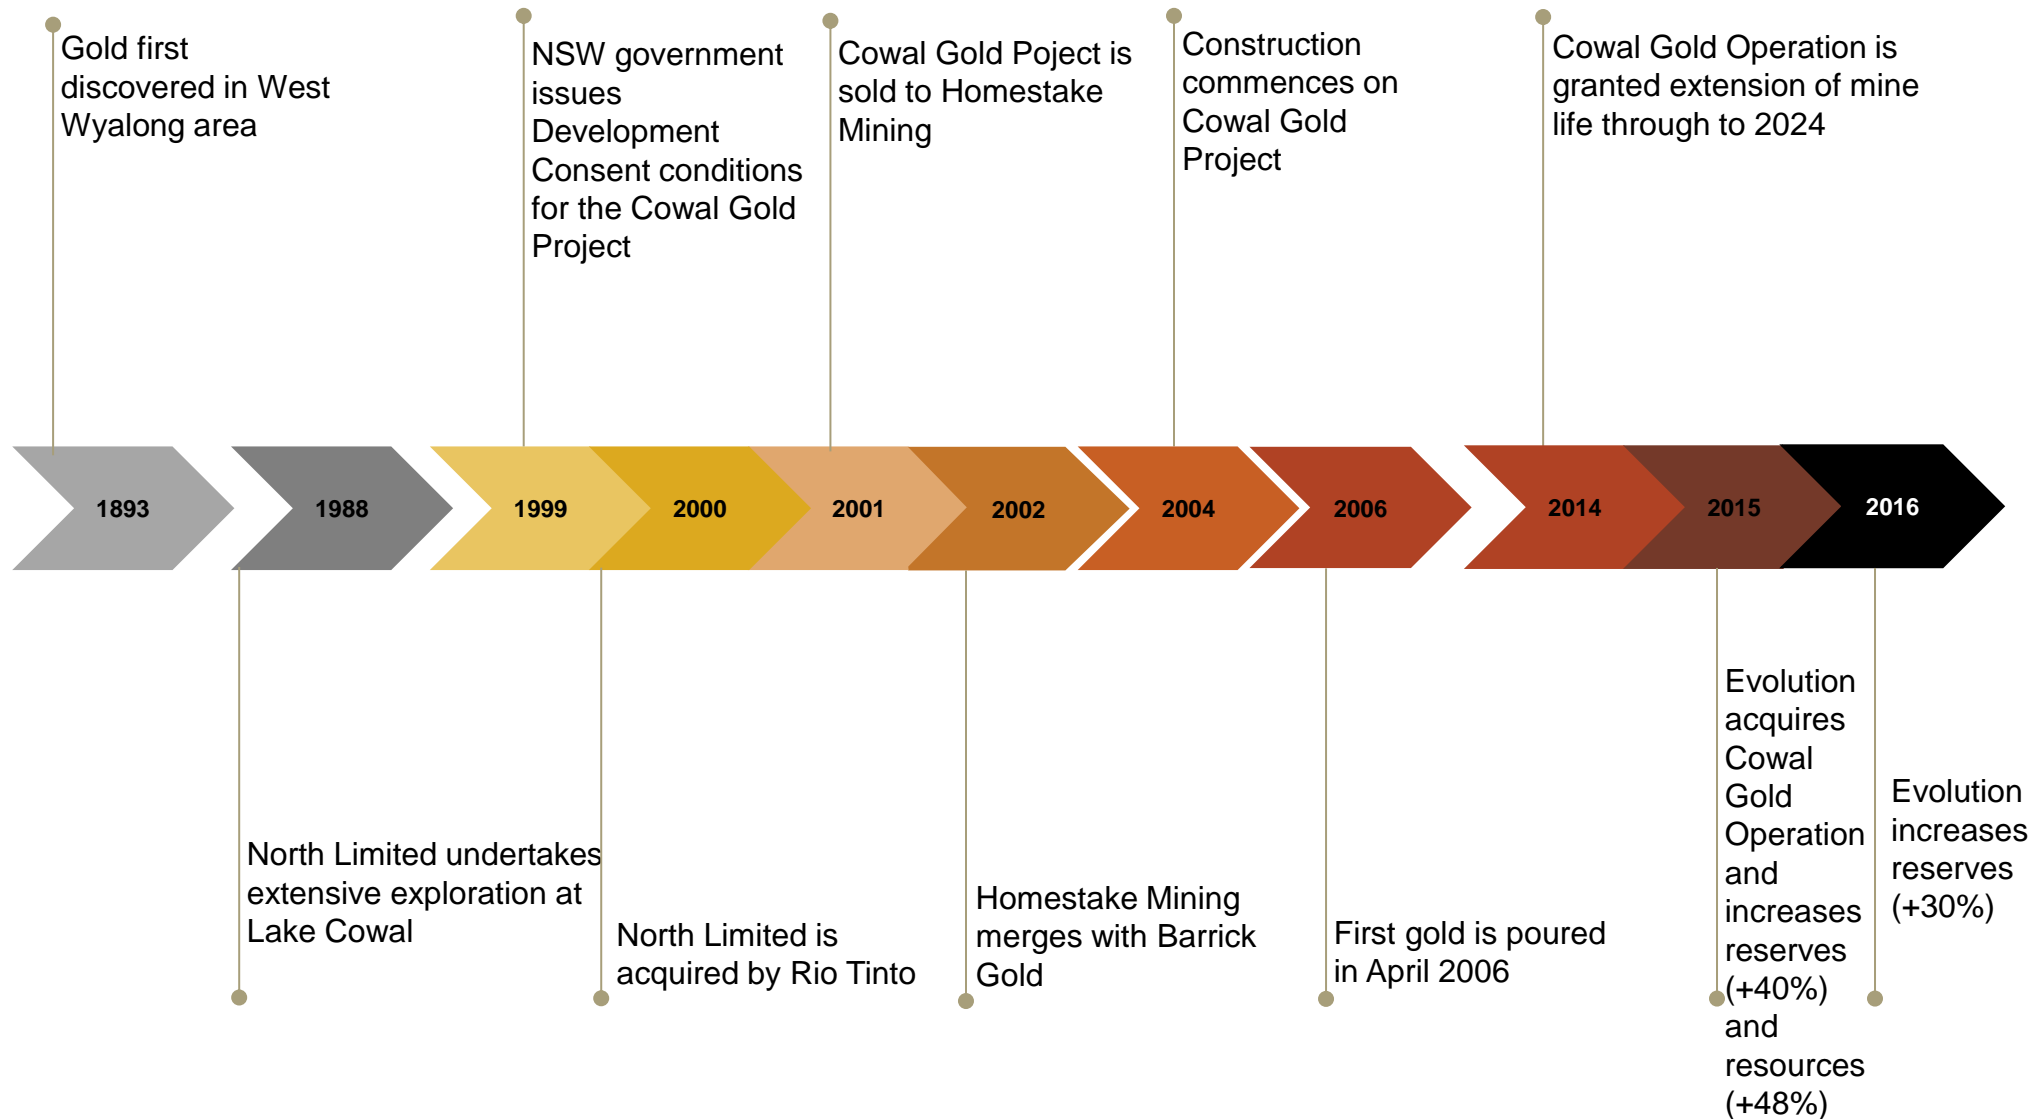 Gold first
discovered in West
Wyalong area
NSW government
issues
Development
Consent conditions
for the Cowal Gold
Project
Cowal Gold Poject is
sold to Homestake
Mining
Construction
commences on
Cowal Gold
Project
Cowal Gold Operation is
granted extension of mine
life through to 2024
1893
1988
1999
2000
2001
2002
2004
2006
2014
2015
2016
North Limited undertakes
extensive exploration at
Lake Cowal
North Limited is
acquired by Rio Tinto
Homestake Mining
merges with Barrick
Gold
First gold is poured
in April 2006
Evolution
acquires
Cowal
Gold
Operation
and
increases
reserves
(+40%)
and
resources
(+48%)
Evolution
increases
reserves
(+30%)